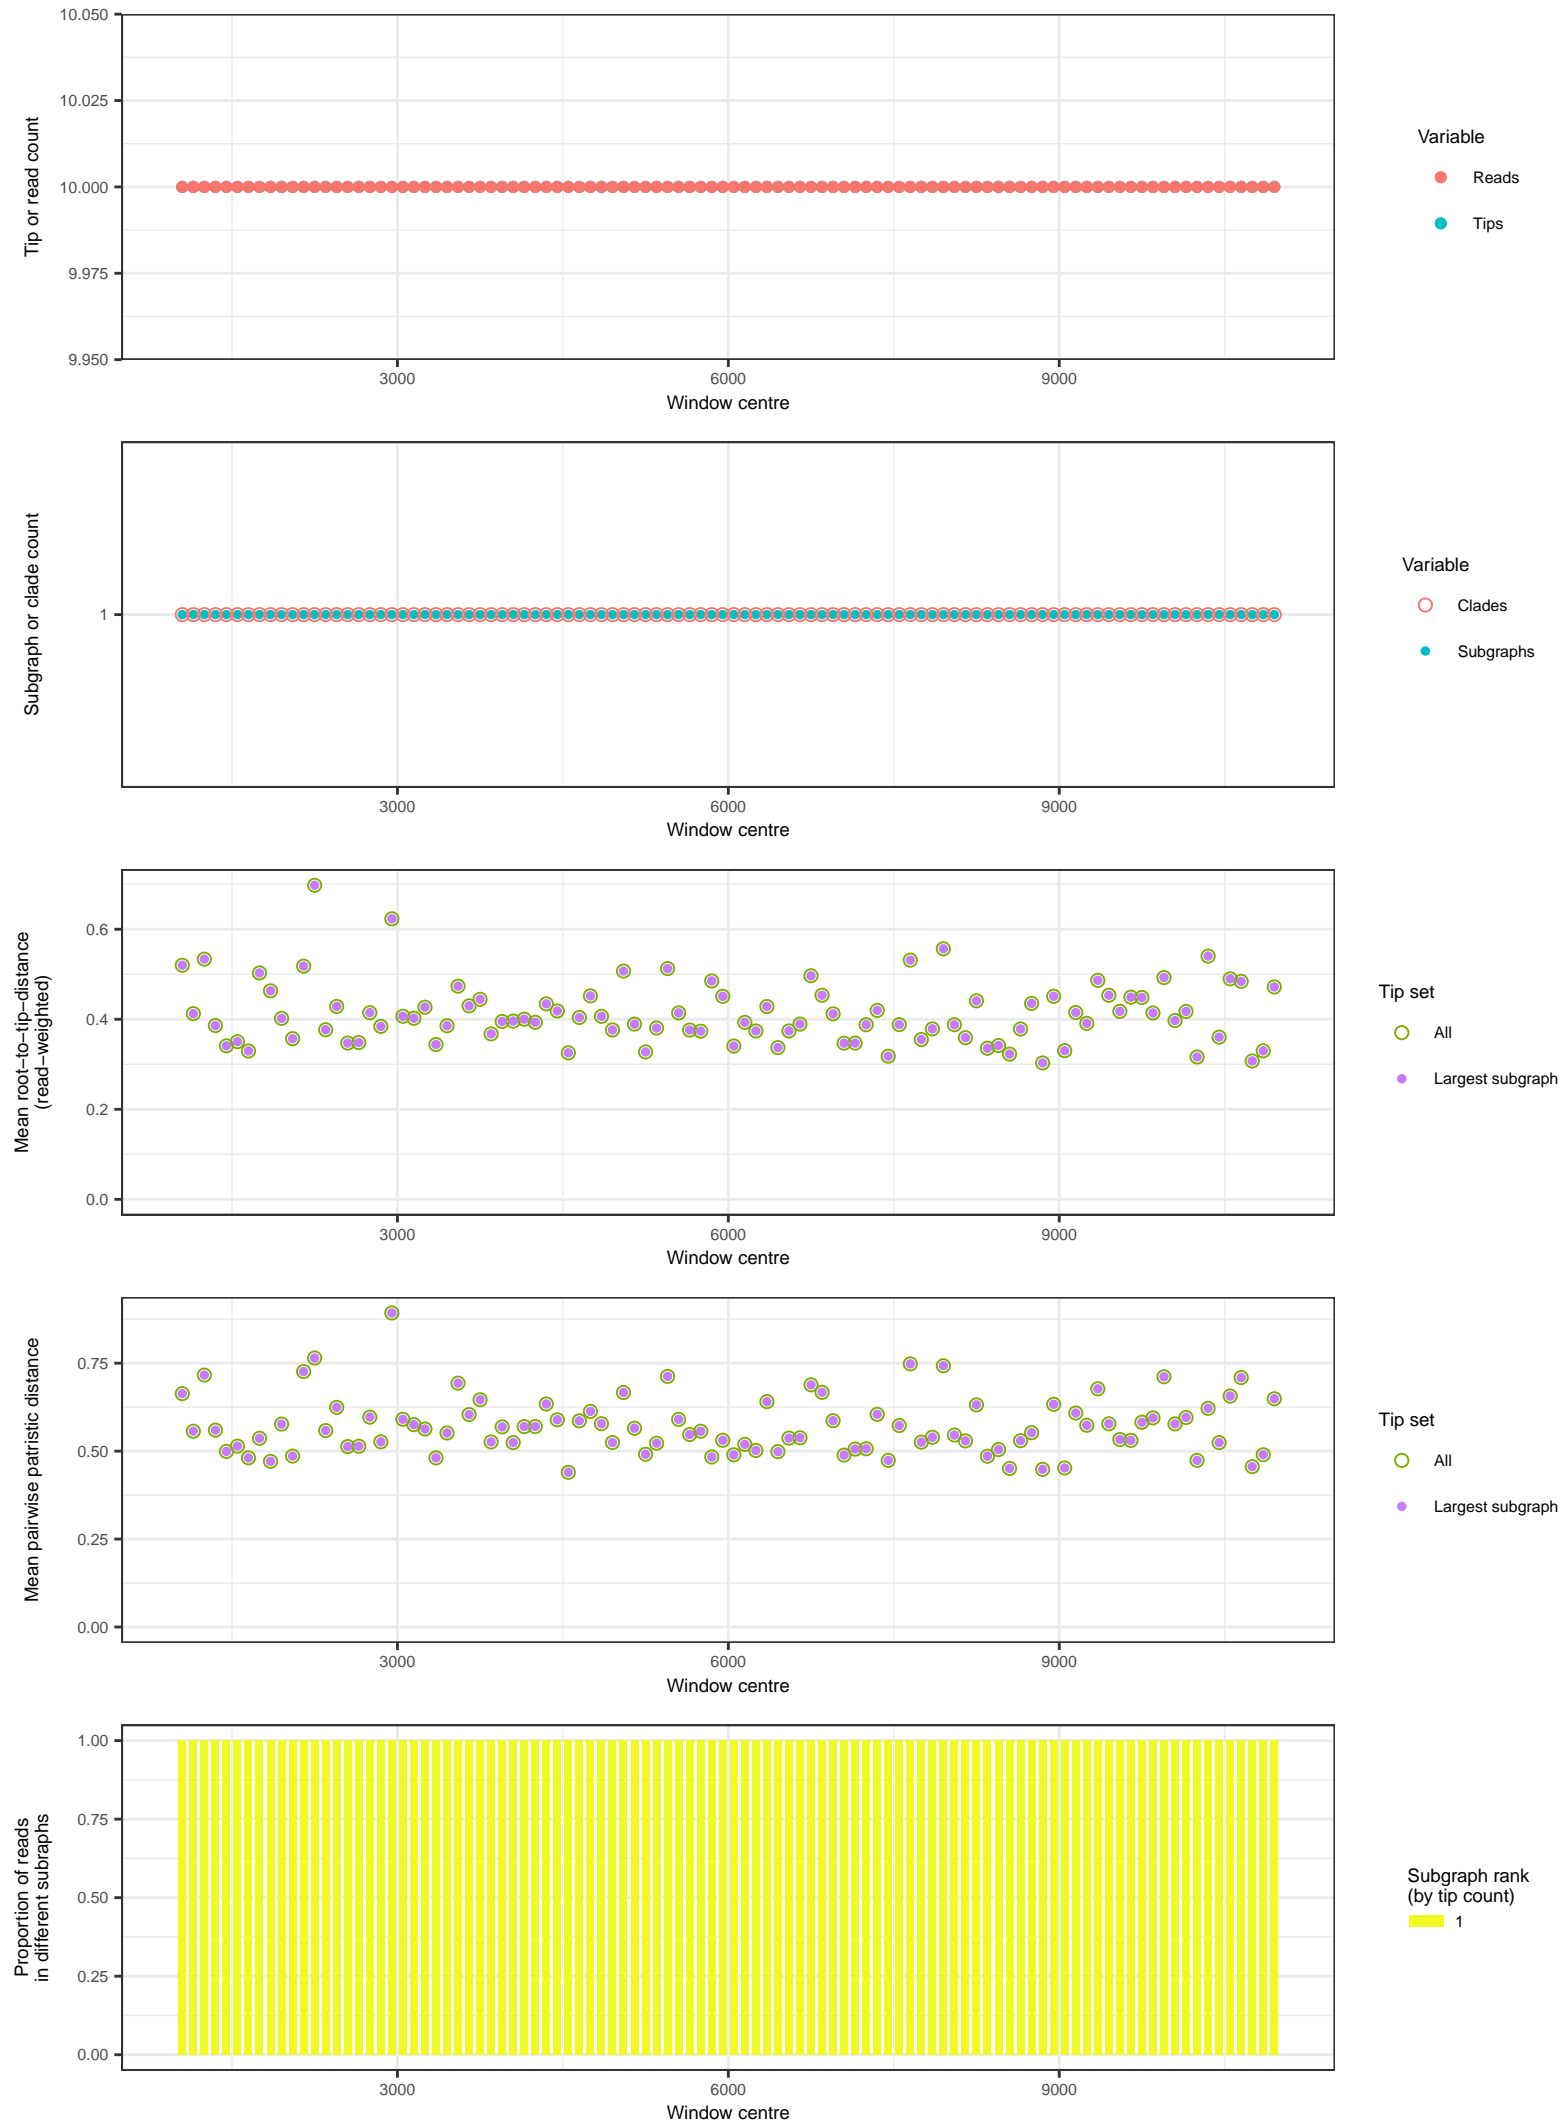 10.050
10.025
10.000
9.975
9.950
Tip or read count
3000
6000
9000
Window centre
Variable
Reads
Tips
1
Subgraph or clade count
3000
6000
9000
Window centre
Variable
Clades
Subgraphs
0.6
0.4
0.2
0.0
Mean root−to−tip−distance
(read−weighted)
3000
6000
9000
Window centre
Tip set
All
Largest subgraph
0.75
0.50
0.25
0.00
Mean pairwise patristic distance
3000
6000
9000
Window centre
Tip set
All
Largest subgraph
1.00
0.75
0.50
0.25
0.00
Proportion of reads
in different subraphs
3000
6000
9000
Window centre
Subgraph rank
(by tip count)
1